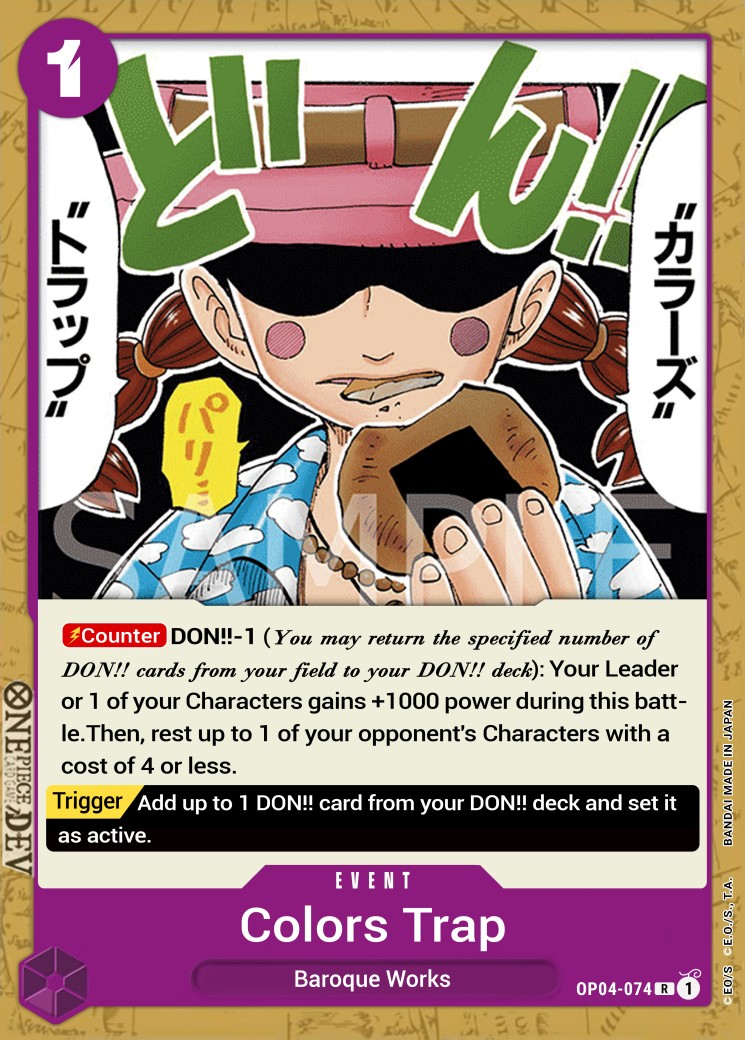 1
どん!!
"カラーズ"
"トラップ"
パリ
SAMPLE
⚡Counter DON!!-1 (You may return the specified number of
DON!! cards from your field to your DON!! deck): Your Leader
or 1 of your Characters gains +1000 power during this batt-
le.Then, rest up to 1 of your opponent's Characters with a
cost of 4 or less.
Trigger Add up to 1 DON!! card from your DON!! deck and set it
as active.
EVENT
Colors Trap
Baroque Works
OP04-074 R 1
ONE PIECE.DEV
CARD GAME
©EO/S ©E.O./S., T.A. BANDAI MADE IN JAPAN